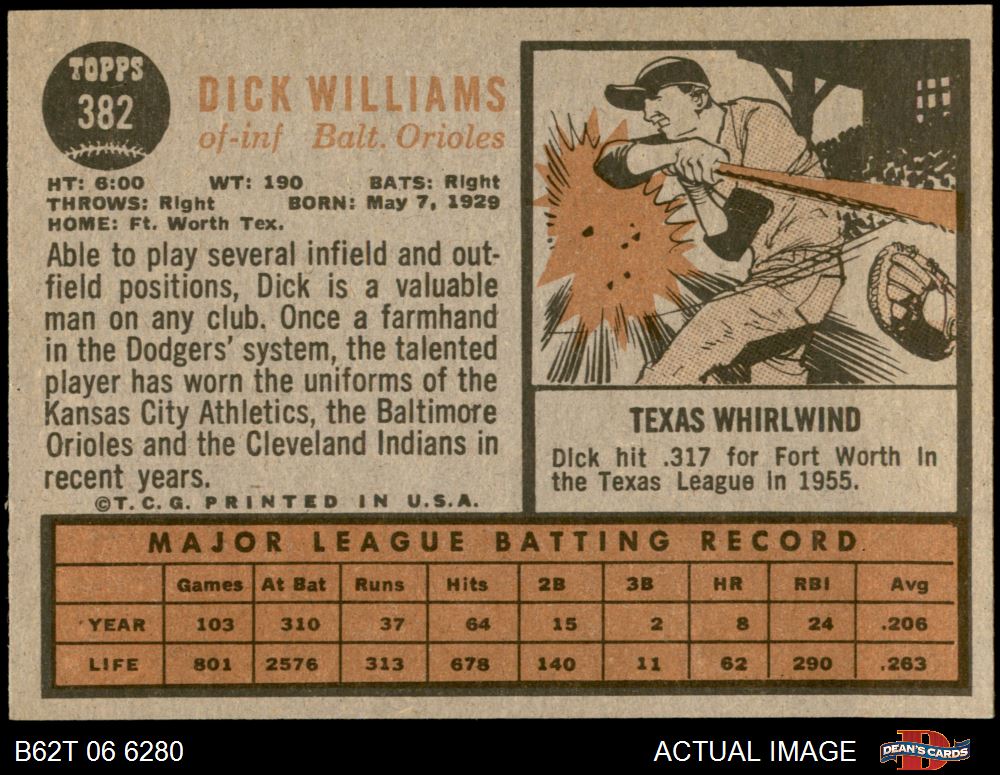 TOPPS
382
DICK WILLIAMS
of-inf Balt. Orioles
HT: 6:00 WT: 190 BATS: Right
THROWS: Right BORN: May 7, 1929
HOME: Ft. Worth Tex.
Able to play several infield and out-
field positions, Dick is a valuable
man on any club. Once a farmhand
in the Dodgers' system, the talented
player has worn the uniforms of the
Kansas City Athletics, the Baltimore
Orioles and the Cleveland Indians in
recent years.
©T.C.G. PRINTED IN U.S.A.
TEXAS WHIRLWIND
Dick hit .317 for Fort Worth in
the Texas League in 1955.
MAJOR LEAGUE BATTING RECORD
Games At Bat Runs Hits 2B 3B HR RBI Avg
YEAR 103 310 37 64 15 2 8 24 .206
LIFE 801 2576 313 678 140 11 62 290 .263
B62T 06 6280 ACTUAL IMAGE DEAN'S CARDS